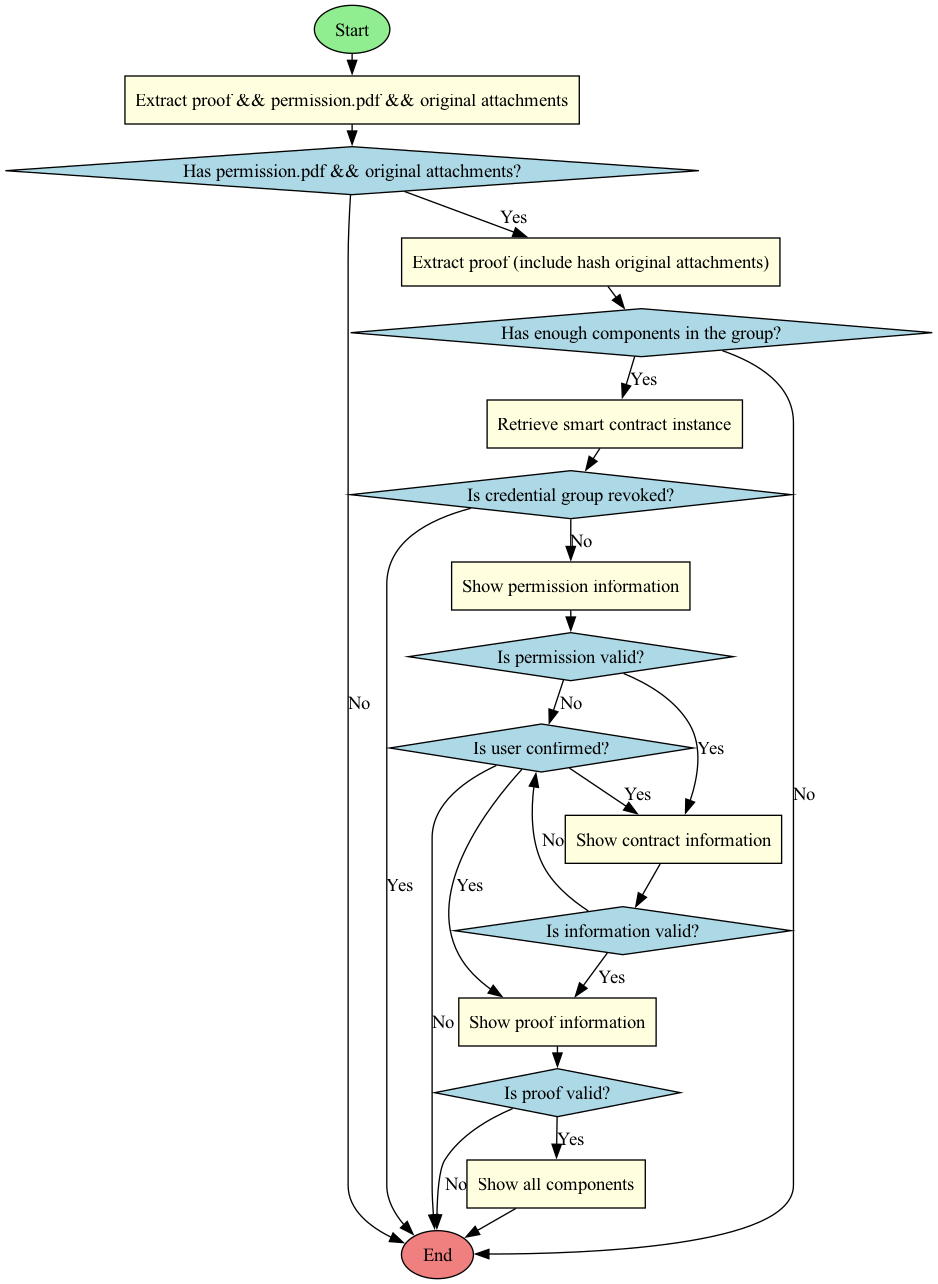 Start
Extract proof && permission.pdf && original attachments
Has permission.pdf && original attachments?
Yes
Extract proof (include hash original attachments)
Has enough components in the group?
Yes
Retrieve smart contract instance
Is credential group revoked?
No
Show permission information
Is permission valid?
No
No
Is user confirmed?
Yes
Yes
No
No
Show contract information
Yes
Yes
Is information valid?
Yes
No
Show proof information
Is proof valid?
Yes
No
Show all components
End